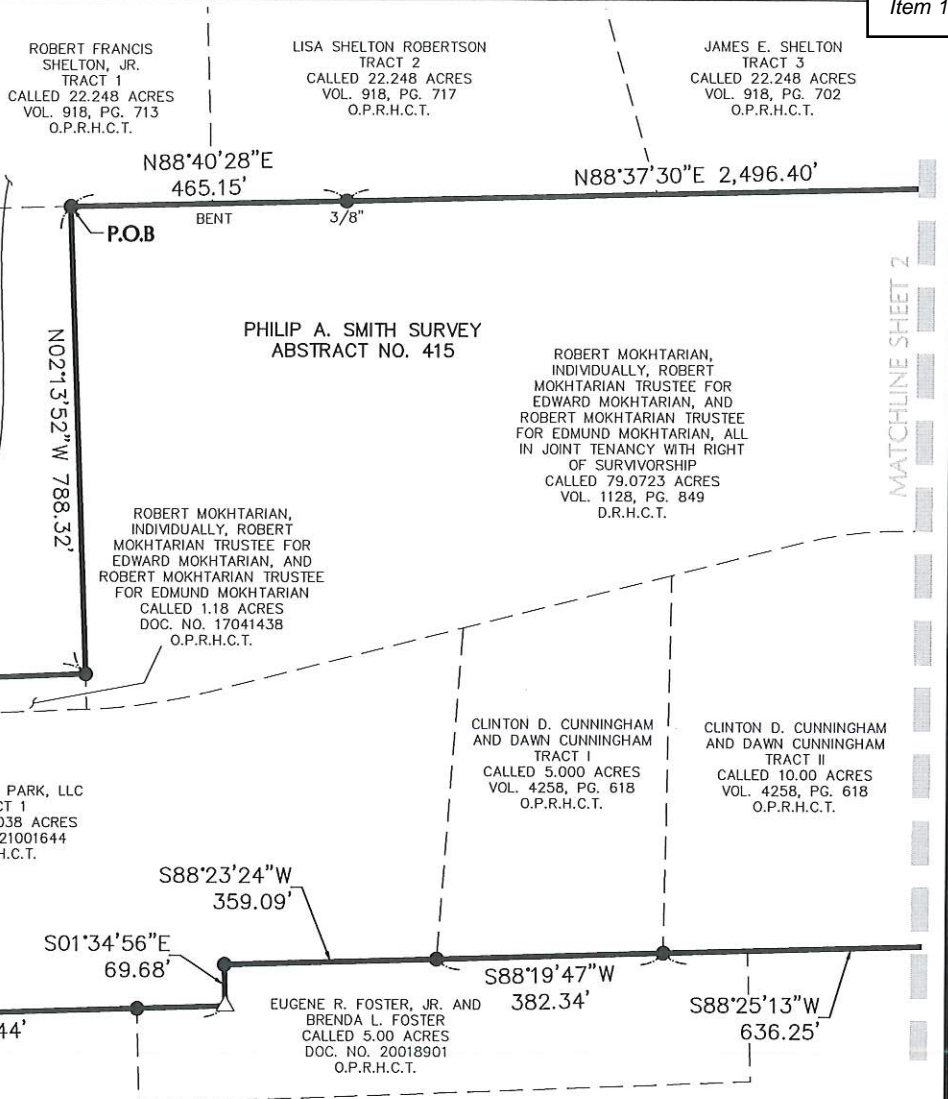 Item 1
ROBERT FRANCIS
SHELTON, JR.
TRACT 1
CALLED 22.248 ACRES
VOL. 918, PG. 713
O.P.R.H.C.T.
LISA SHELTON ROBERTSON
TRACT 2
CALLED 22.248 ACRES
VOL. 918, PG. 717
O.P.R.H.C.T.
JAMES E. SHELTON
TRACT 3
CALLED 22.248 ACRES
VOL. 918, PG. 702
O.P.R.H.C.T.
N88°40'28"E
465.15'
N88°37'30"E 2,496.40'
BENT
3/8"
P.O.B
N02°13'52"W 788.32'
PHILIP A. SMITH SURVEY
ABSTRACT NO. 415
MATCHLINE SHEET 2
ROBERT MOKHTARIAN,
INDIVIDUALLY, ROBERT
MOKHTARIAN TRUSTEE FOR
EDWARD MOKHTARIAN, AND
ROBERT MOKHTARIAN TRUSTEE
FOR EDMUND MOKHTARIAN, ALL
IN JOINT TENANCY WITH RIGHT
OF SURVIVORSHIP
CALLED 79.0723 ACRES
VOL. 1128, PG. 849
D.R.H.C.T.
ROBERT MOKHTARIAN,
INDIVIDUALLY, ROBERT
MOKHTARIAN TRUSTEE FOR
EDWARD MOKHTARIAN, AND
ROBERT MOKHTARIAN TRUSTEE
FOR EDMUND MOKHTARIAN
CALLED 1.18 ACRES
DOC. NO. 17041438
O.P.R.H.C.T.
CLINTON D. CUNNINGHAM
AND DAWN CUNNINGHAM
TRACT I
CALLED 5.000 ACRES
VOL. 4258, PG. 618
O.P.R.H.C.T.
CLINTON D. CUNNINGHAM
AND DAWN CUNNINGHAM
TRACT II
CALLED 10.00 ACRES
VOL. 4258, PG. 618
O.P.R.H.C.T.
PARK, LLC
CT 1
038 ACRES
21001644
H.C.T.
S88°23'24"W
359.09'
S01°34'56"E
69.68'
S88°19'47"W
382.34'
S88°25'13"W
636.25'
44'
EUGENE R. FOSTER, JR. AND
BRENDA L. FOSTER
CALLED 5.00 ACRES
DOC. NO. 20018901
O.P.R.H.C.T.